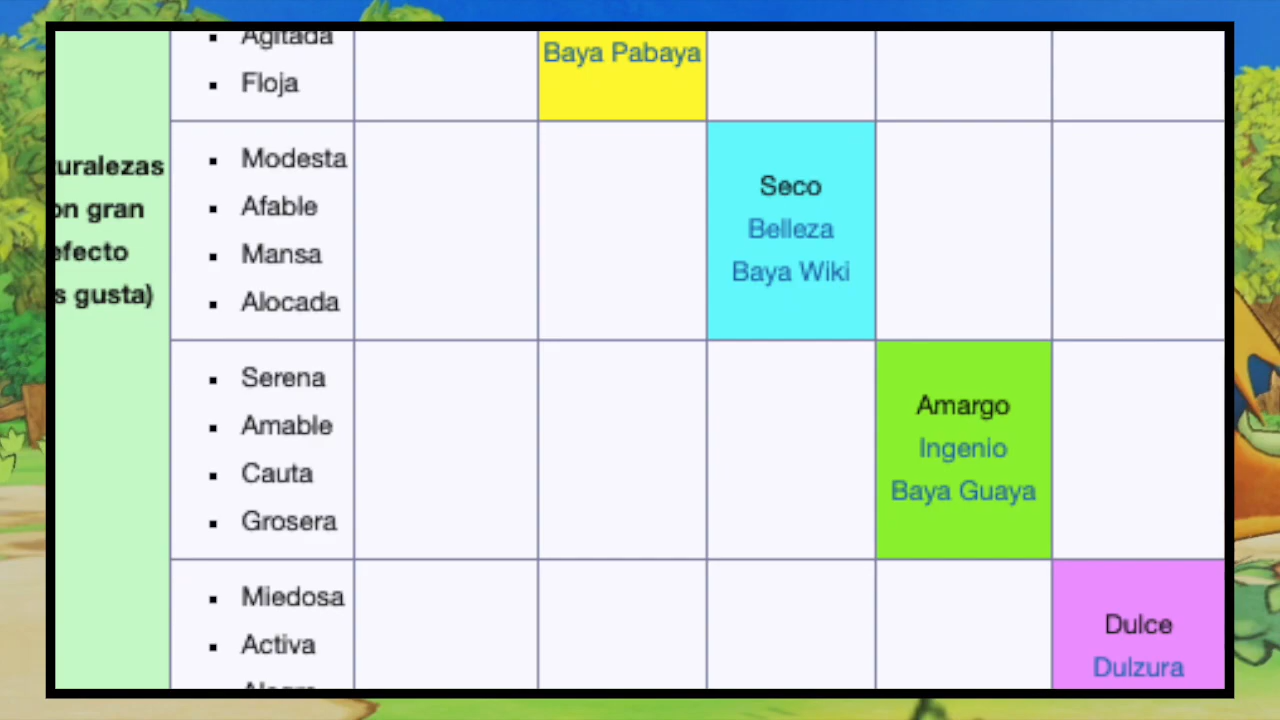 Agitada
Floja
Baya Pabaya
uralezas
on gran
efecto
s gusta)
Modesta
Afable
Mansa
Alocada
Seco
Belleza
Baya Wiki
Serena
Amable
Cauta
Grosera
Amargo
Ingenio
Baya Guaya
Miedosa
Activa
Dulce
Dulzura